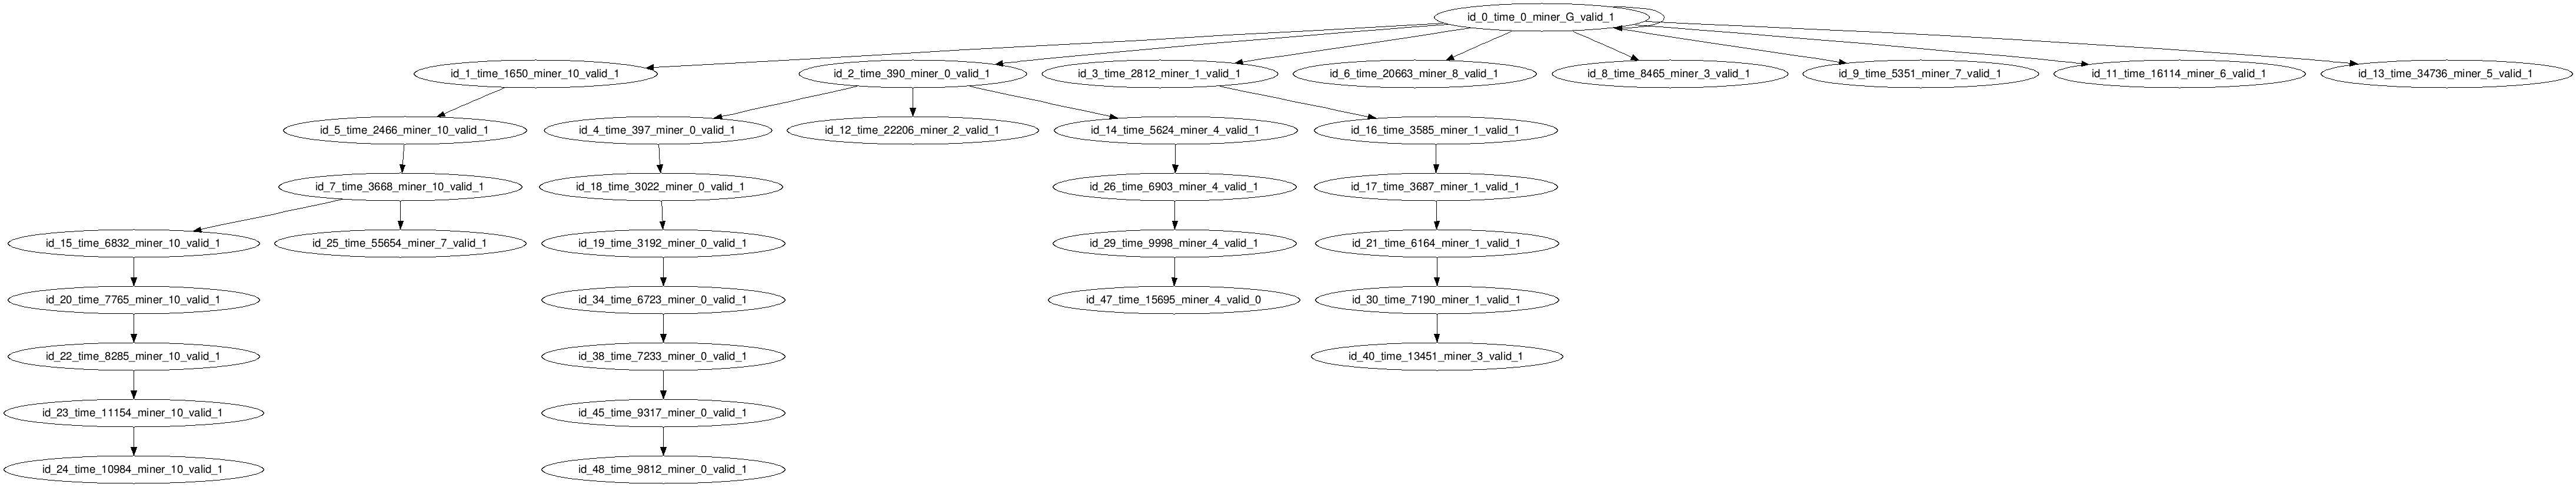 id_0_time_0_miner_G_valid_1
id_1_time_1650_miner_10_valid_1
id_2_time_390_miner_0_valid_1
id_3_time_2812_miner_1_valid_1
id_6_time_20663_miner_8_valid_1
id_8_time_8465_miner_3_valid_1
id_9_time_5351_miner_7_valid_1
id_11_time_16114_miner_6_valid_1
id_13_time_34736_miner_5_valid_1
id_5_time_2466_miner_10_valid_1
id_4_time_397_miner_0_valid_1
id_12_time_22206_miner_2_valid_1
id_14_time_5624_miner_4_valid_1
id_16_time_3585_miner_1_valid_1
id_7_time_3668_miner_10_valid_1
id_18_time_3022_miner_0_valid_1
id_26_time_6903_miner_4_valid_1
id_17_time_3687_miner_1_valid_1
id_15_time_6832_miner_10_valid_1
id_25_time_55654_miner_7_valid_1
id_19_time_3192_miner_0_valid_1
id_29_time_9998_miner_4_valid_1
id_21_time_6164_miner_1_valid_1
id_20_time_7765_miner_10_valid_1
id_34_time_6723_miner_0_valid_1
id_47_time_15695_miner_4_valid_0
id_30_time_7190_miner_1_valid_1
id_22_time_8285_miner_10_valid_1
id_38_time_7233_miner_0_valid_1
id_40_time_13451_miner_3_valid_1
id_23_time_11154_miner_10_valid_1
id_45_time_9317_miner_0_valid_1
id_24_time_10984_miner_10_valid_1
id_48_time_9812_miner_0_valid_1